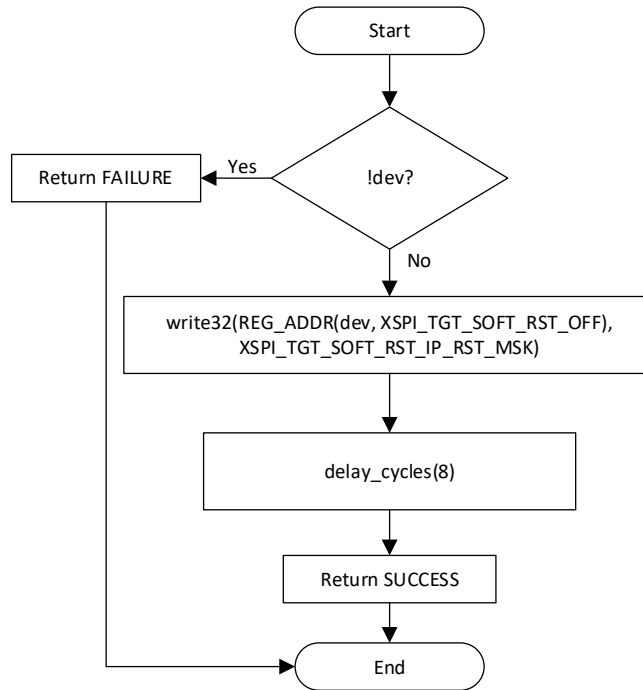 Start
!dev?
Yes
Return FAILURE
No
write32(REG_ADDR(dev, XSPI_TGT_SOFT_RST_OFF),
XSPI_TGT_SOFT_RST_IP_RST_MSK)
delay_cycles(8)
Return SUCCESS
End